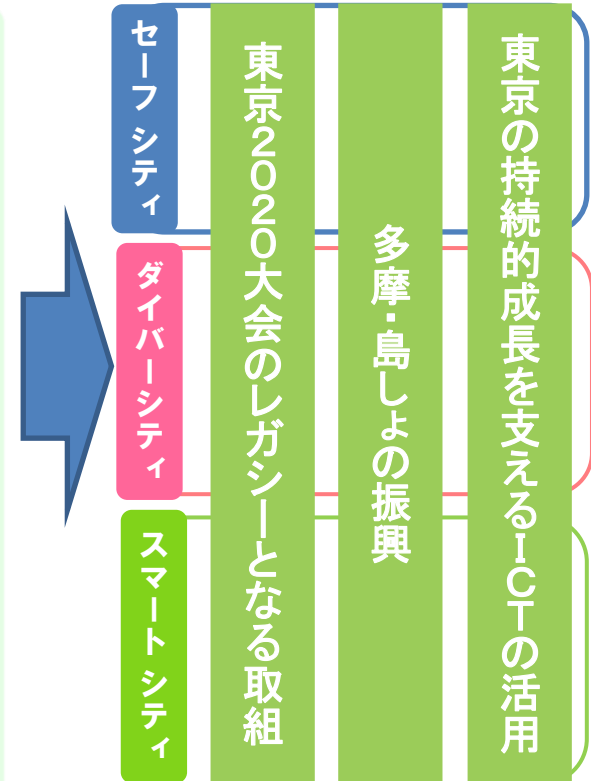 セーフ シティ
ダイバーシティ
スマート シティ
東京の持続的成長を支えるICTの活用
多摩・島しょの振興
東京2020大会のレガシーとなる取組